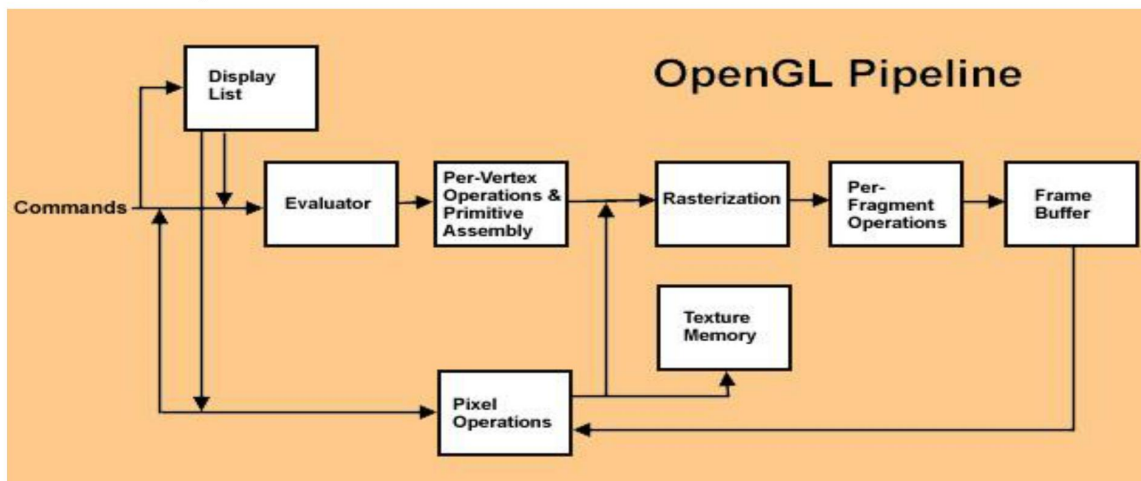 OpenGL Pipeline
Display
List
Commands
Evaluator
Per-Vertex
Operations &
Primitive
Assembly
Rasterization
Per-
Fragment
Operations
Frame
Buffer
Texture
Memory
Pixel
Operations